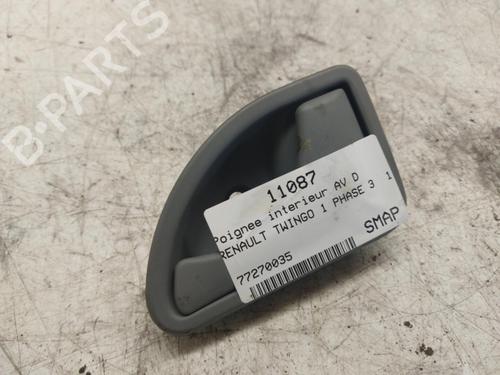 B-PARTS
11087
Poignee interieur AV D
RENAULT TWINGO 1 PHASE 3 1
77270035
SMAP